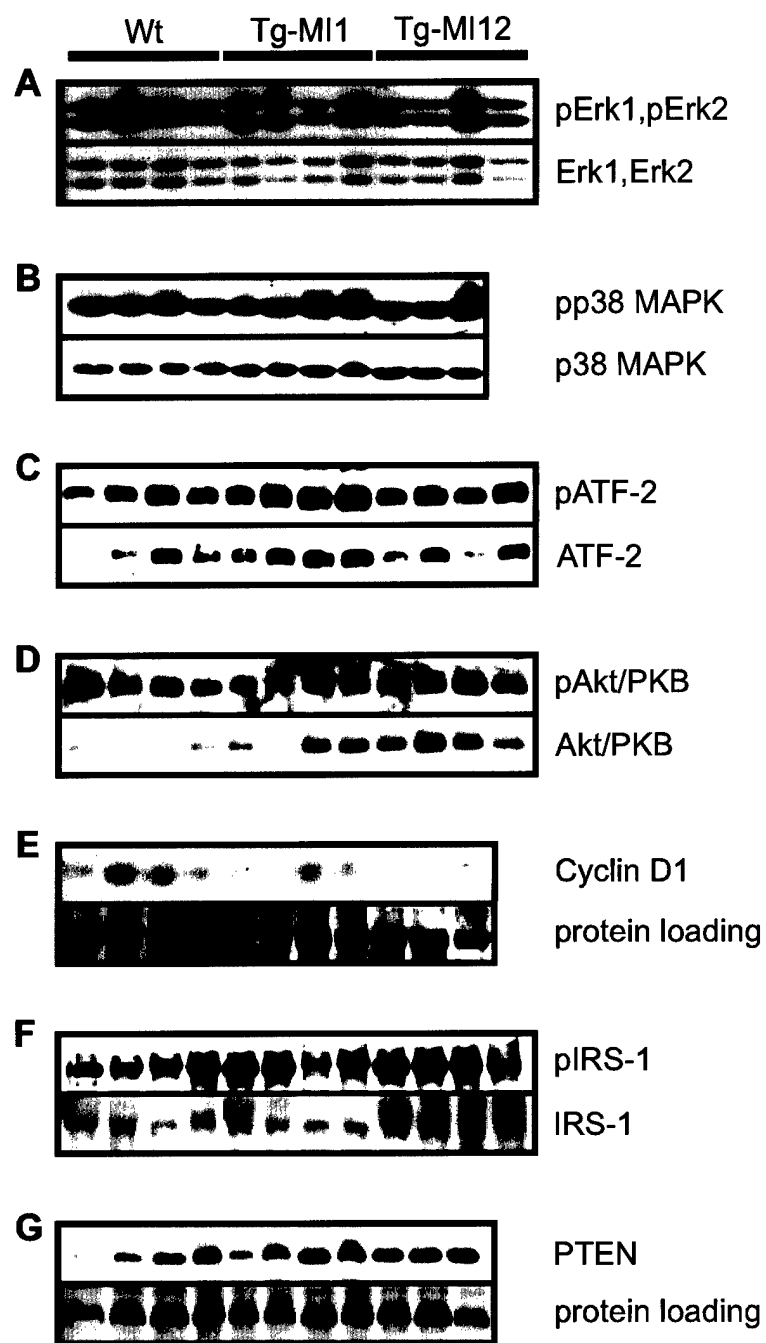 Wt Tg-MI1 Tg-MI12
A
pErk1,pErk2
Erk1,Erk2
B
pp38 MAPK
p38 MAPK
C
pATF-2
ATF-2
D
pAkt/PKB
Akt/PKB
E
Cyclin D1
protein loading
F
pIRS-1
IRS-1
G
PTEN
protein loading